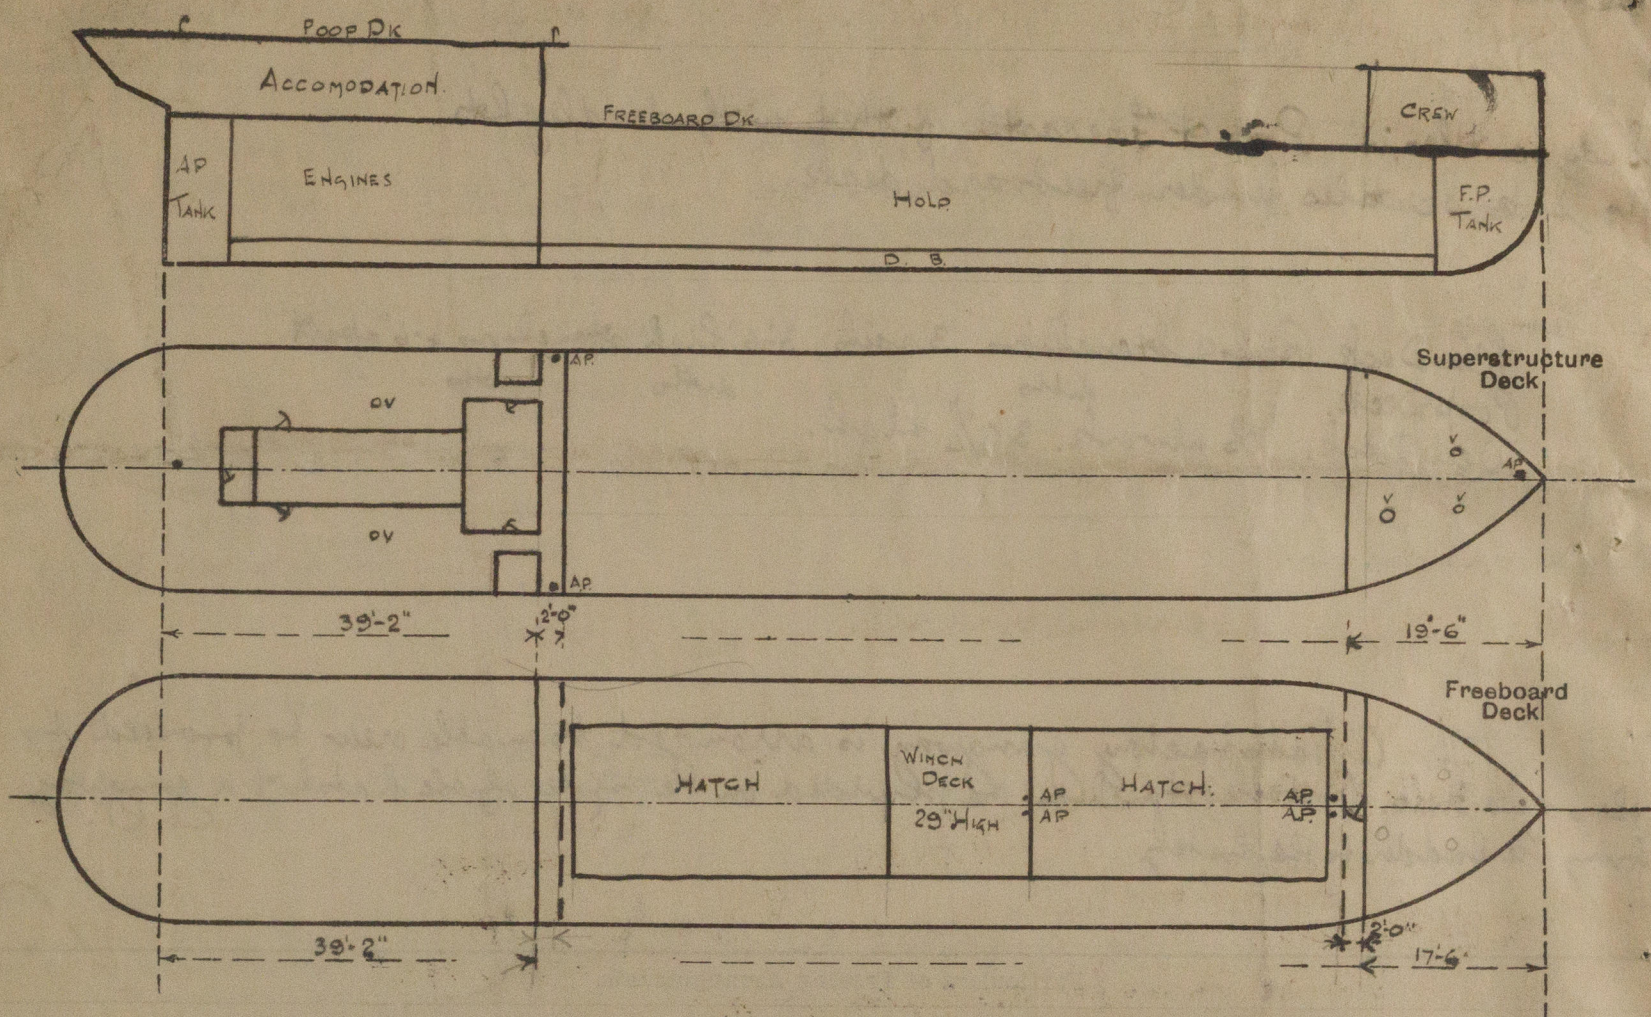 POOP DK
ACCOMODATION.
FREEBOARD DK
CREW
AP
TANK
ENGINES
HOLD
F.P.
TANK
D. B.
Superstructure
Deck
AP.
OV
V
O
AP
V
O
V
O
OV
AP.
39'-2"
2'-0"
19'-6"
Freeboard
Deck
HATCH
WINCH
DECK
29" HIGH
AP
AP
HATCH.
AP.
AP.
39'-2"
2'-0"
17'-6"